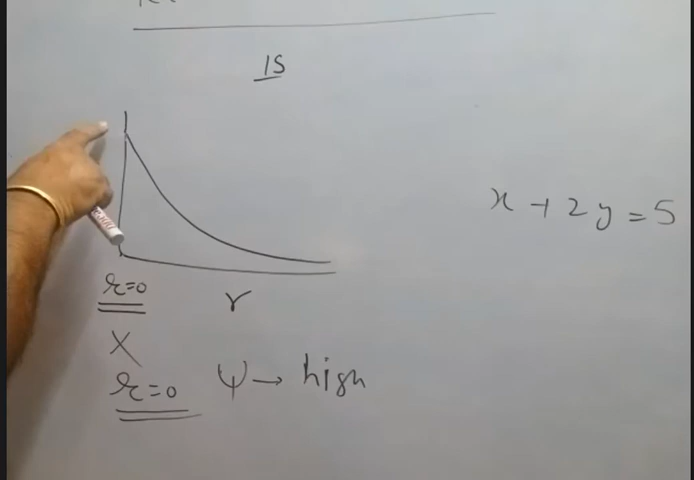 1S
x + 2y = 5
r=0
r
X
r=0 ψ → high